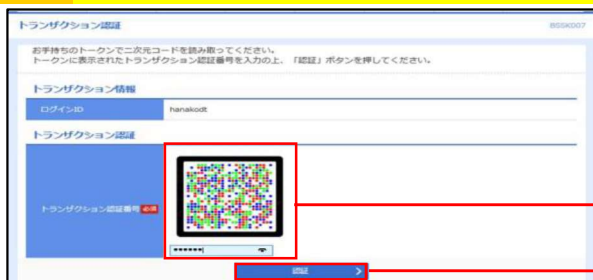 トランザクション認証
BSSK007
お手持ちのトークンで二次元コードを読み取ってください。
トークンに表示されたトランザクション認証番号を入力の上、「認証」ボタンを押してください。
トランザクション情報
ログインID
hanakodt
トランザクション認証
トランザクション認証番号 必須
******
認証